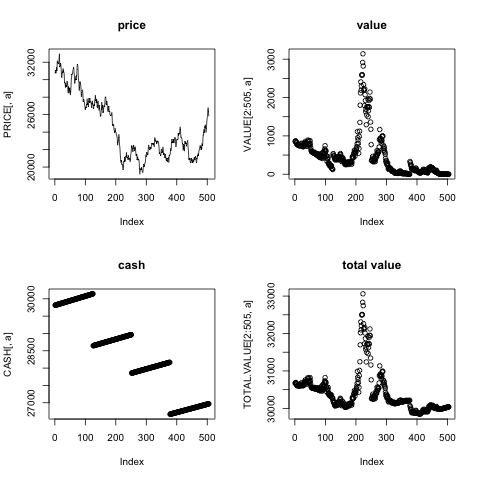 price
PRICE[, a]
20000 26000 32000
0 100 200 300 400 500
Index
value
VALUE[2:505, a]
0 1000 2000 3000
0 100 200 300 400 500
Index
cash
CASH[, a]
27000 28500 30000
0 100 200 300 400 500
Index
total value
TOTAL.VALUE[2:505, a]
30000 31000 32000 33000
0 100 200 300 400 500
Index